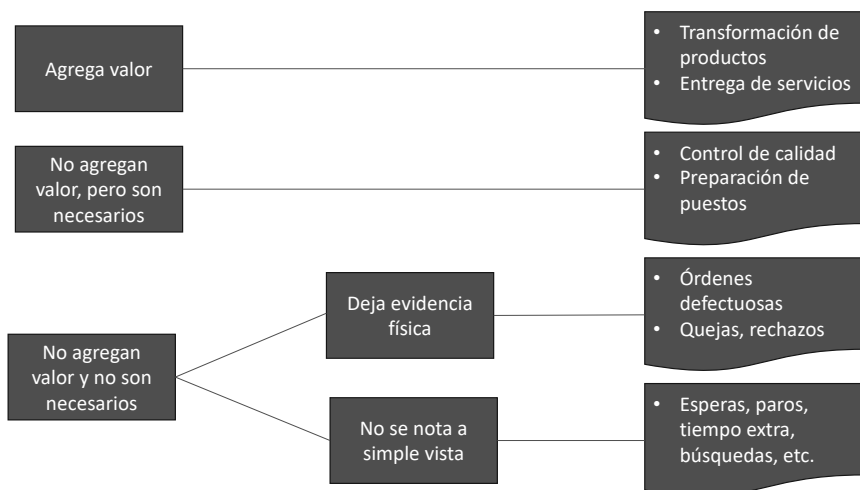 Agrega valor
• Transformación de
productos
• Entrega de servicios
No agregan
valor, pero son
necesarios
• Control de calidad
• Preparación de
puestos
No agregan
valor y no son
necesarios
Deja evidencia
física
• Órdenes
defectuosas
• Quejas, rechazos
No se nota a
simple vista
• Esperas, paros,
tiempo extra,
búsquedas, etc.